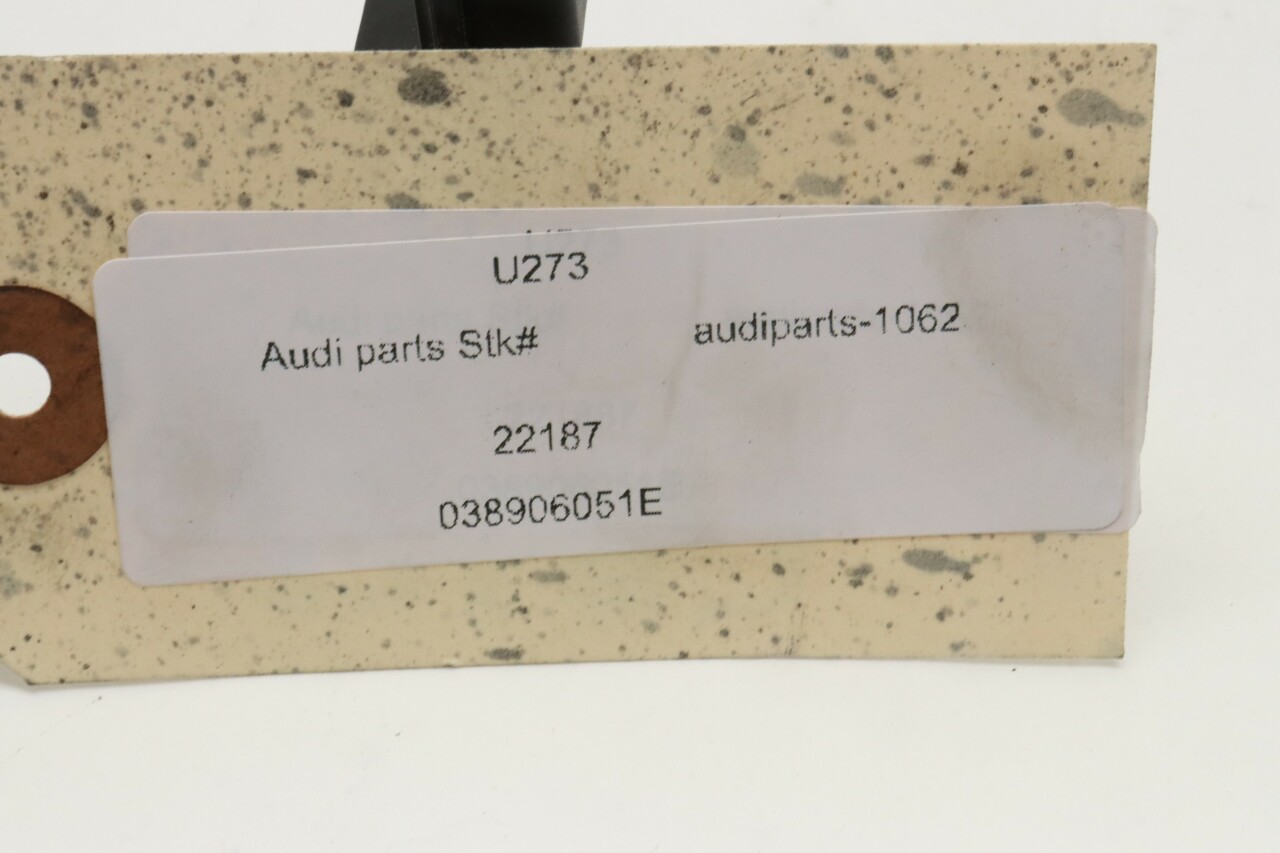 U273
Audi parts Stk# audiparts-1062
22187
038906051E